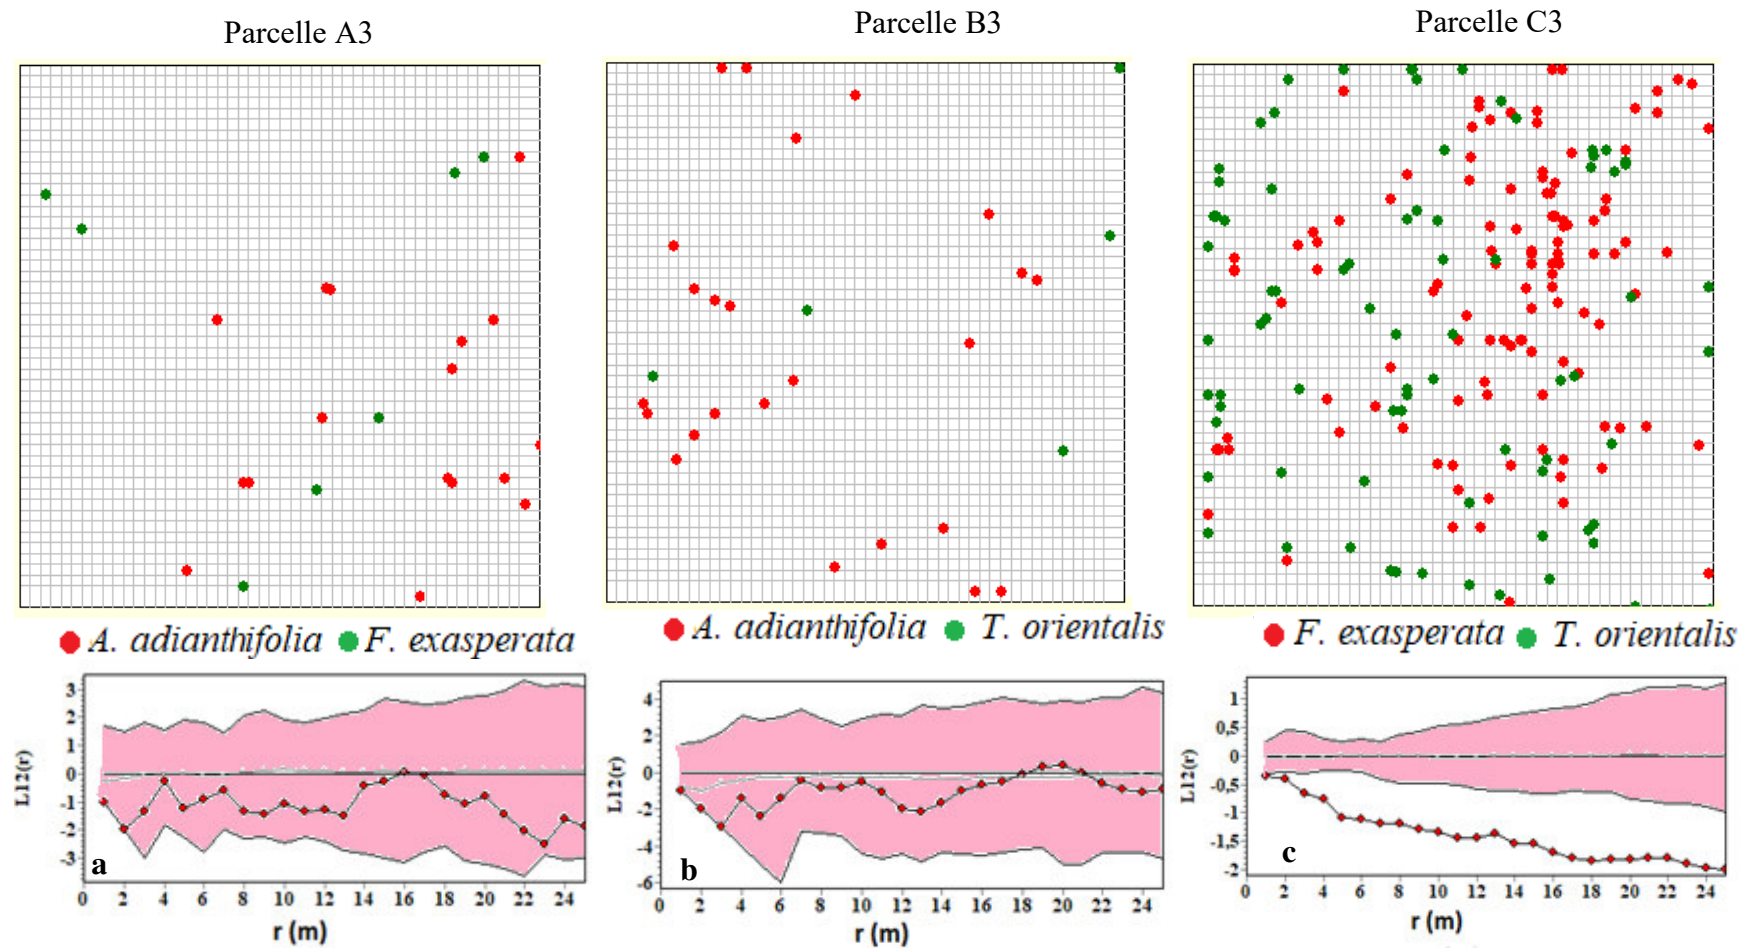 Parcelle A3
Parcelle B3
Parcelle C3
A. adianthifolia F. exasperata
A. adianthifolia T. orientalis
F. exasperata T. orientalis
L12(r)
3
2
1
0
-1
-2
-3
a
0 2 4 6 8 10 12 14 16 18 20 22 24
r (m)
L12(r)
4
2
0
-2
-4
-6
b
0 2 4 6 8 10 12 14 16 18 20 22 24
r (m)
L12(r)
1
0,5
0
-0,5
-1
-1,5
-2
c
0 2 4 6 8 10 12 14 16 18 20 22 24
r (m)